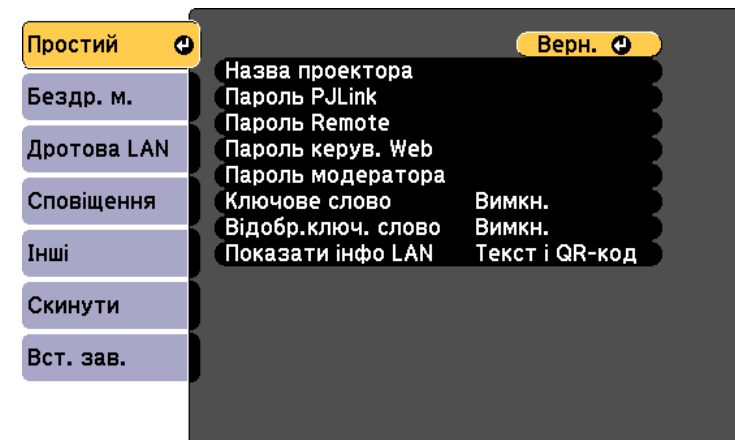 Простий
Бездр. м.
Дротова LAN
Сповіщення
Інші
Скинути
Вст. зав.
Верн.
Назва проектора
Пароль PJLink
Пароль Remote
Пароль керув. Web
Пароль модератора
Ключове слово Вимкн.
Відобр.ключ. слово Вимкн.
Показати інфо LAN Текст і QR-код